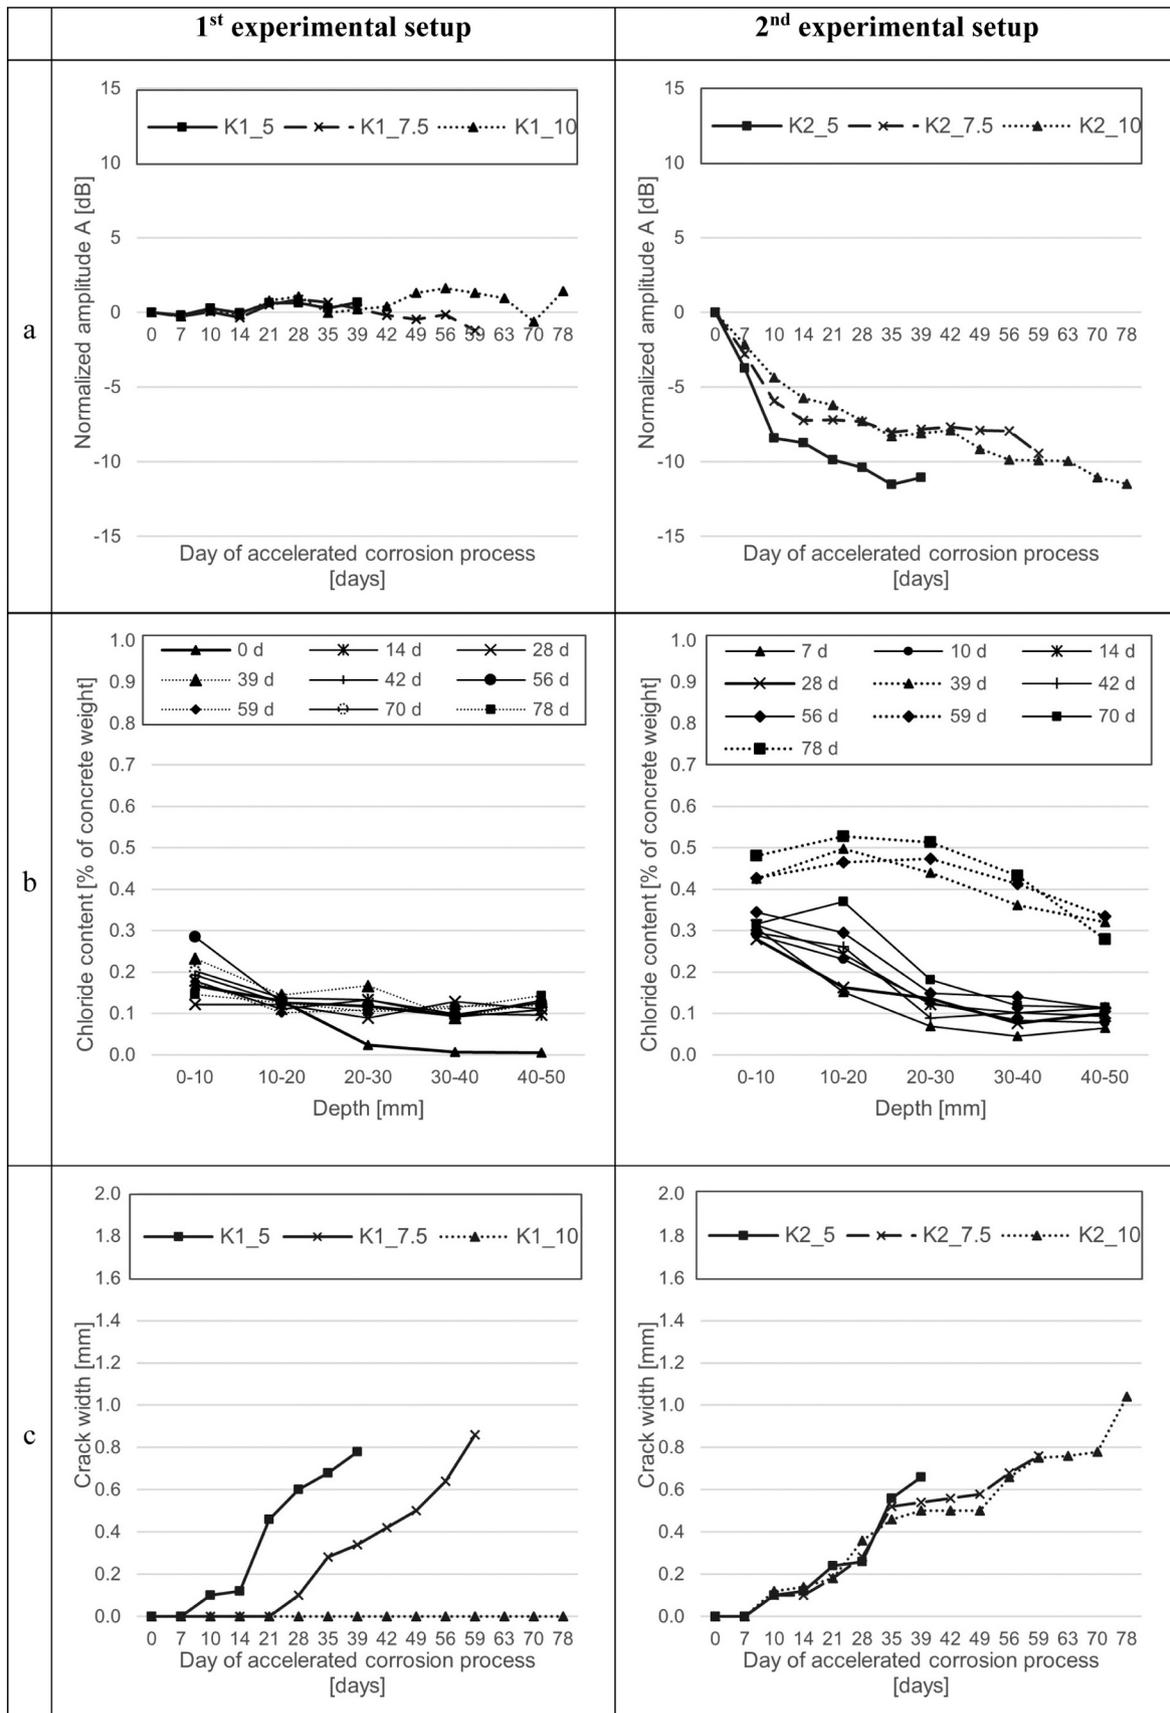 1st experimental setup
2nd experimental setup
a
Normalized amplitude A [dB]
15
10
5
0
-5
-10
-15
K1_5 K1_7.5 K1_10
0 7 10 14 21 28 35 39 42 49 56 59 63 70 78
Day of accelerated corrosion process
[days]
Normalized amplitude A [dB]
15
10
5
0
-5
-10
-15
K2_5 K2_7.5 K2_10
0 7 10 14 21 28 35 39 42 49 56 59 63 70 78
Day of accelerated corrosion process
[days]
b
Chloride content [% of concrete weight]
1.0
0.9
0.8
0.7
0.6
0.5
0.4
0.3
0.2
0.1
0.0
0 d 14 d 28 d
39 d 42 d 56 d
59 d 70 d 78 d
0-10 10-20 20-30 30-40 40-50
Depth [mm]
Chloride content [% of concrete weight]
1.0
0.9
0.8
0.7
0.6
0.5
0.4
0.3
0.2
0.1
0.0
7 d 10 d 14 d
28 d 39 d 42 d
56 d 59 d 70 d
78 d
0-10 10-20 20-30 30-40 40-50
Depth [mm]
c
Crack width [mm]
2.0
1.8
1.6
1.4
1.2
1.0
0.8
0.6
0.4
0.2
0.0
K1_5 K1_7.5 K1_10
0 7 10 14 21 28 35 39 42 49 56 59 63 70 78
Day of accelerated corrosion process
[days]
Crack width [mm]
2.0
1.8
1.6
1.4
1.2
1.0
0.8
0.6
0.4
0.2
0.0
K2_5 K2_7.5 K2_10
0 7 10 14 21 28 35 39 42 49 56 59 63 70 78
Day of accelerated corrosion process
[days]